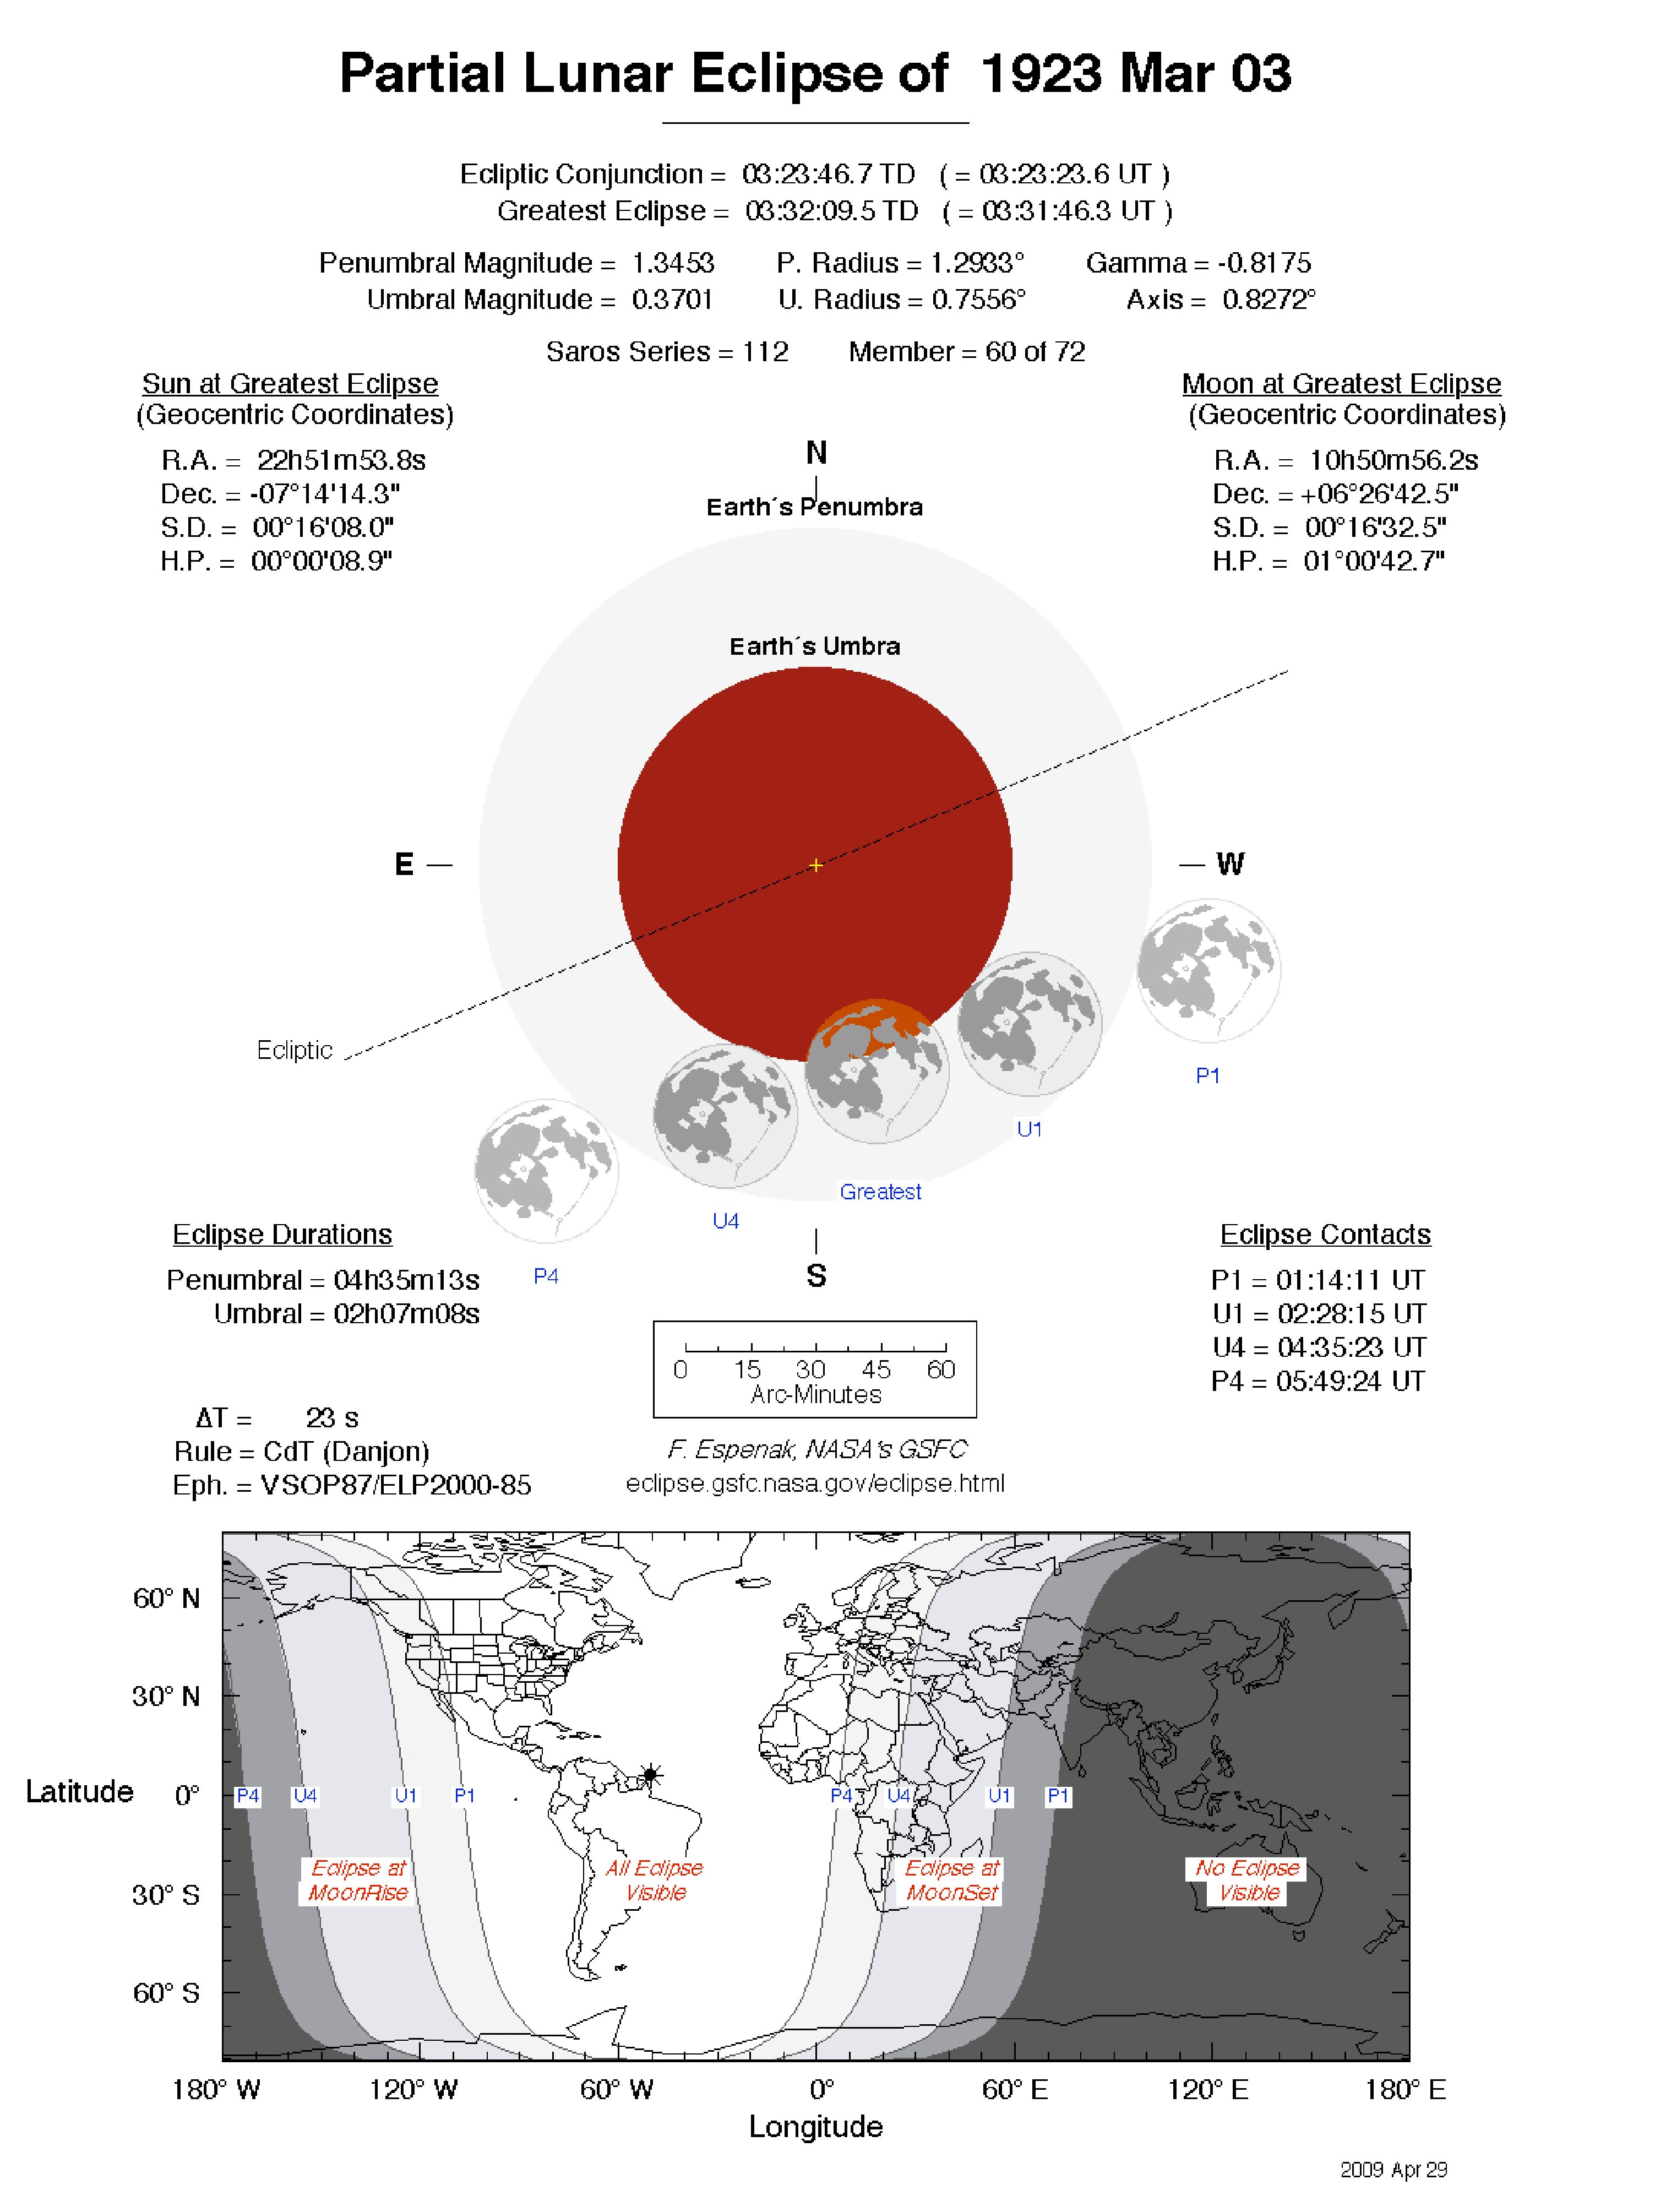 Partial Lunar Eclipse of 1923 Mar 03
Ecliptic Conjunction = 03:23:46.7 TD ( = 03:23:23.6 UT )
Greatest Eclipse = 03:32:09.5 TD ( = 03:31:46.3 UT )
Penumbral Magnitude = 1.3453 P. Radius = 1.2933° Gamma = -0.8175
Umbral Magnitude = 0.3701 U. Radius = 0.7556° Axis = 0.8272°
Saros Series = 112 Member = 60 of 72
Sun at Greatest Eclipse
(Geocentric Coordinates)
R.A. = 22h51m53.8s
Dec. = -07°14'14.3"
S.D. = 00°16'08.0"
H.P. = 00°00'08.9"
Moon at Greatest Eclipse
(Geocentric Coordinates)
R.A. = 10h50m56.2s
Dec. = +06°26'42.5"
S.D. = 00°16'32.5"
H.P. = 01°00'42.7"
N
Earth´s Penumbra
Earth´s Umbra
E
W
Ecliptic
P1
U1
Greatest
U4
P4
S
Eclipse Durations
Penumbral = 04h35m13s
Umbral = 02h07m08s
Eclipse Contacts
P1 = 01:14:11 UT
U1 = 02:28:15 UT
U4 = 04:35:23 UT
P4 = 05:49:24 UT
0 15 30 45 60
Arc-Minutes
ΔT = 23 s
Rule = CdT (Danjon)
Eph. = VSOP87/ELP2000-85
F. Espenak, NASA's GSFC
eclipse.gsfc.nasa.gov/eclipse.html
60° N
30° N
Latitude 0°
30° S
60° S
P4 U4 U1 P1 P4 U4 U1 P1
Eclipse at
MoonRise
All Eclipse
Visible
Eclipse at
MoonSet
No Eclipse
Visible
180° W 120° W 60° W 0° 60° E 120° E 180° E
Longitude
2009 Apr 29